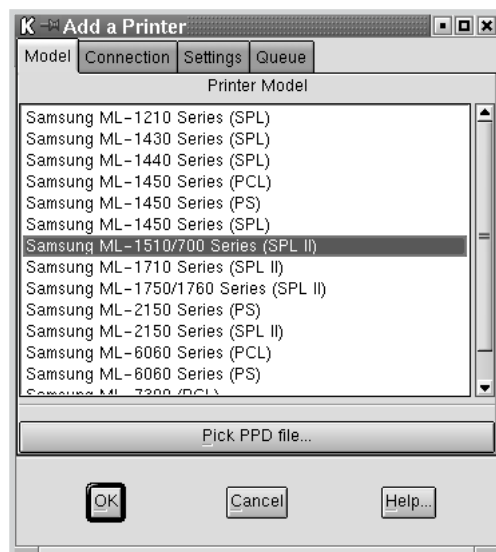 K Add a Printer
Model Connection Settings Queue
Printer Model
Samsung ML-1210 Series (SPL)
Samsung ML-1430 Series (SPL)
Samsung ML-1440 Series (SPL)
Samsung ML-1450 Series (PCL)
Samsung ML-1450 Series (PS)
Samsung ML-1450 Series (SPL)
Samsung ML-1510/700 Series (SPL II)
Samsung ML-1710 Series (SPL II)
Samsung ML-1750/1760 Series (SPL II)
Samsung ML-2150 Series (PS)
Samsung ML-2150 Series (SPL II)
Samsung ML-6060 Series (PCL)
Samsung ML-6060 Series (PS)
Samsung ML-7300 (PCL)
Pick PPD file...
OK Cancel Help...